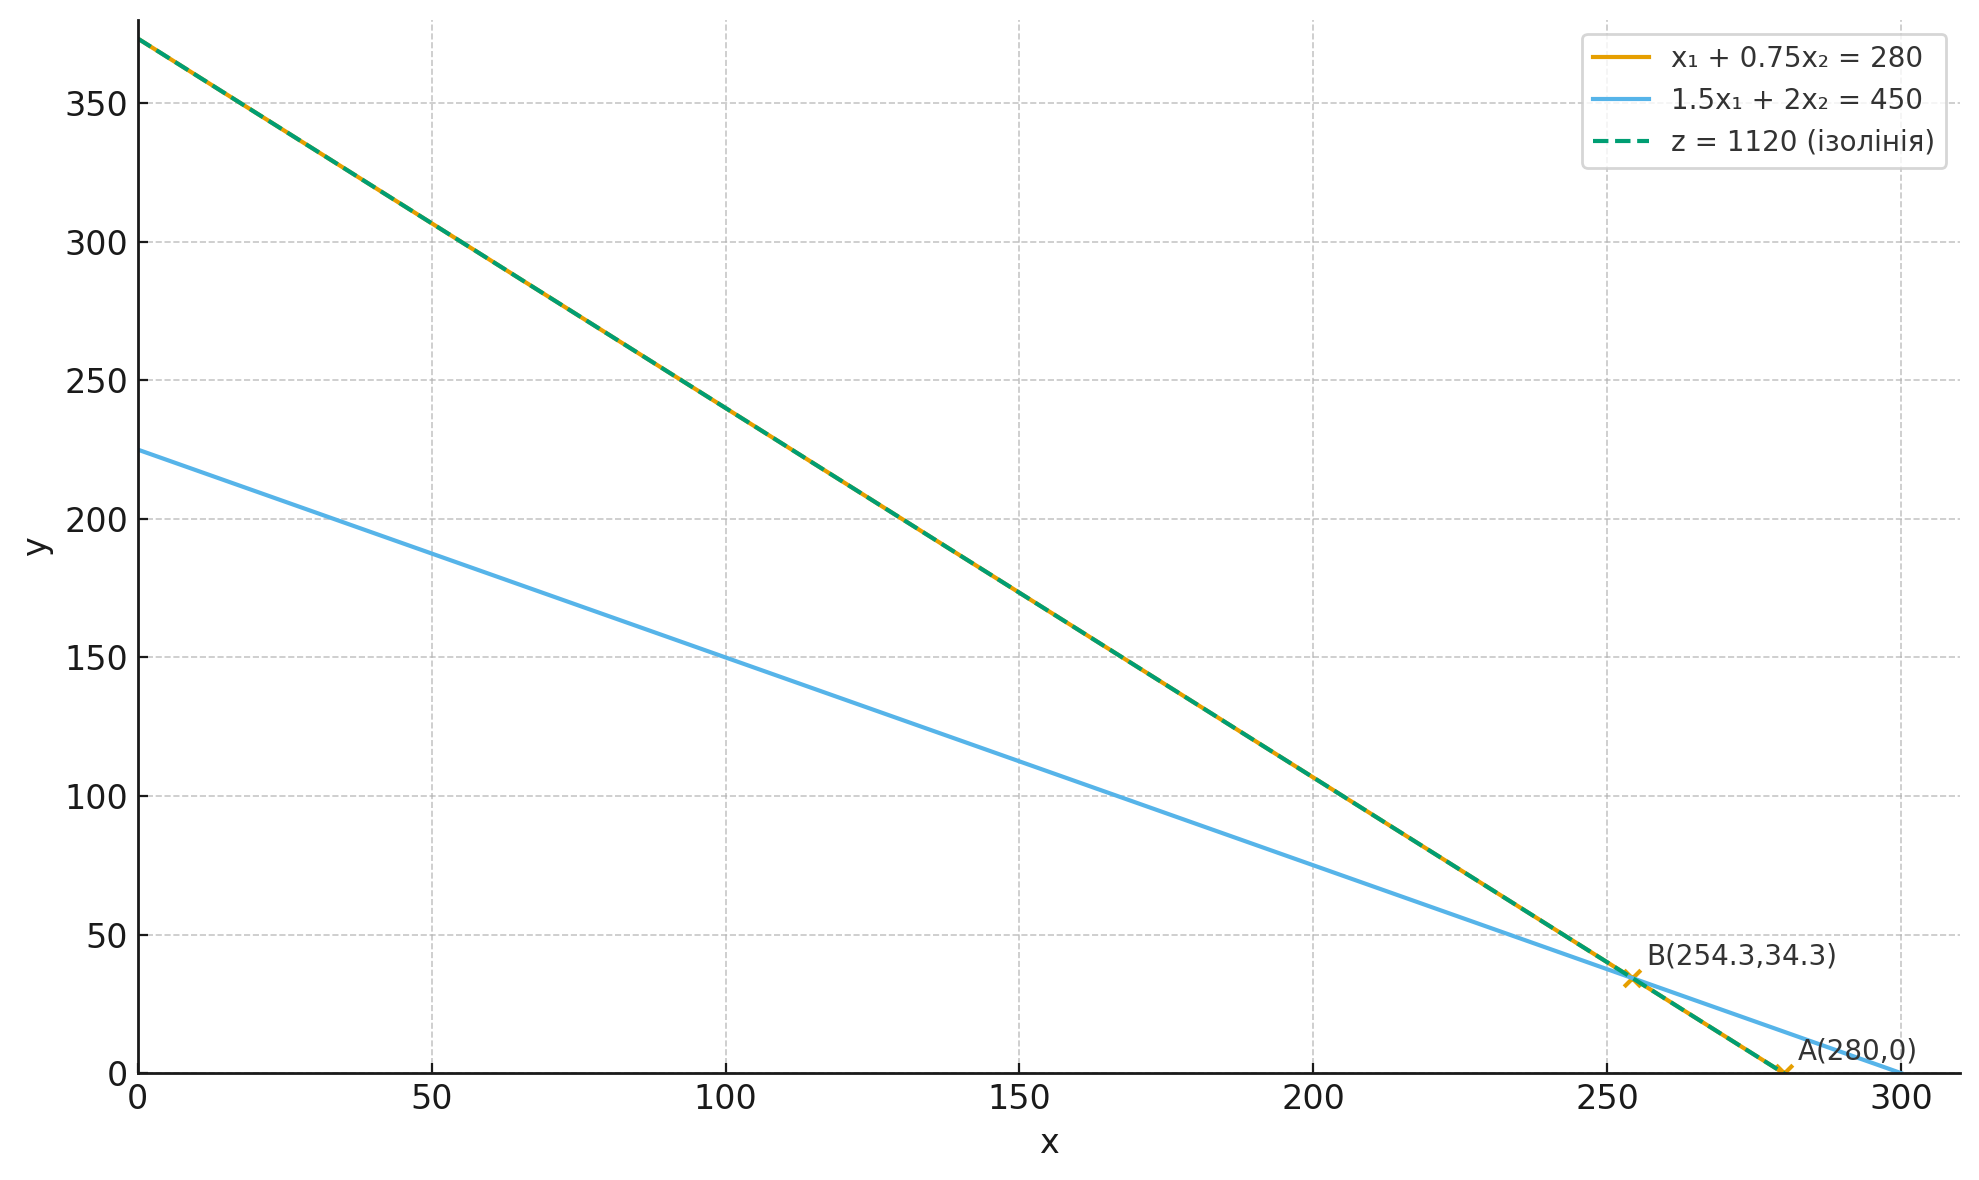 x₁ + 0.75x₂ = 280
1.5x₁ + 2x₂ = 450
z = 1120 (ізолінія)
350
300
250
200
150
100
50
0
y
B(254.3,34.3)
A(280,0)
0 50 100 150 200 250 300
x